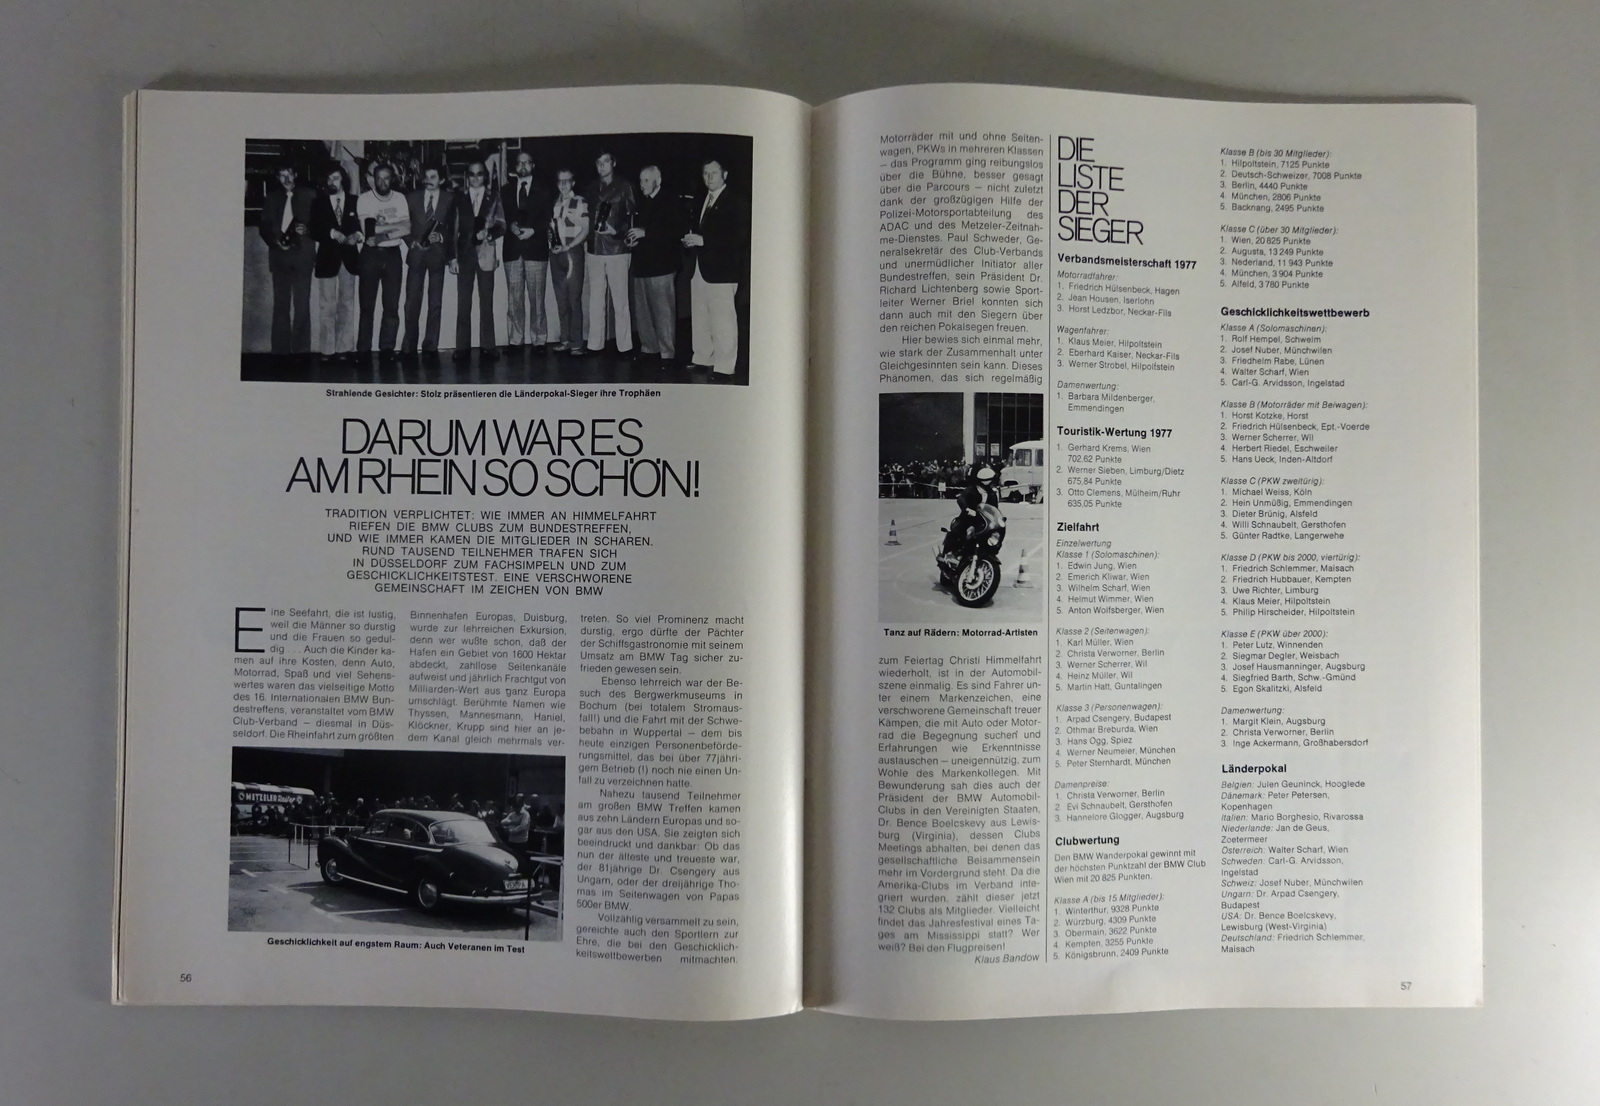 Strahlende Gesichter: Stolz präsentieren die Länderpokal-Sieger ihre Trophäen
DARUM WAR ES
AM RHEIN SO SCHÖN!
TRADITION VERPLICHTET: WIE IMMER AN HIMMELFAHRT
RIEFEN DIE BMW CLUBS ZUM BUNDESTREFFEN,
UND WIE IMMER KAMEN DIE MITGLIEDER IN SCHAREN.
RUND TAUSEND TEILNEHMER TRAFEN SICH
IN DÜSSELDORF ZUM FACHSIMPELN UND ZUM
GESCHICKLICHKEITSTEST. EINE VERSCHWORENE
GEMEINSCHAFT IM ZEICHEN VON BMW
Eine Seefahrt, die ist lustig,
weil die Männer so durstig
und die Frauen so gedul-
dig . . . Auch die Kinder ka-
men auf ihre Kosten, denn Auto,
Motorrad, Spaß und viel Sehens-
wertes waren das vielseitige Motto
des 16. Internationalen BMW Bun-
destreffens, veranstaltet vom BMW
Club-Verband – diesmal in Düs-
seldorf. Die Rheinfahrt zum größten
Binnenhafen Europas, Duisburg,
wurde zur lehrreichen Exkursion,
denn wer wußte schon, daß der
Hafen ein Gebiet von 1600 Hektar
abdeckt, zahllose Seitenkanäle
aufweist und jährlich Frachtgut von
Milliarden-Wert aus ganz Europa
umschlägt. Berühmte Namen wie
Thyssen, Mannesmann, Haniel,
Klöckner, Krupp sind hier an je-
dem Kanal gleich mehrmals ver-
METZELER Reifen
Geschicklichkeit auf engstem Raum: Auch Veteranen im Test
treten. So viel Prominenz macht
durstig, ergo dürfte der Pächter
der Schiffsgastronomie mit seinem
Umsatz am BMW Tag sicher zu-
frieden gewesen sein.
Ebenso lehrreich war der Be-
such des Bergwerkmuseums in
Bochum (bei totalem Stromaus-
fall!) und die Fahrt mit der Schwe-
bebahn in Wuppertal – dem bis
heute einzigen Personenbeförde-
rungsmittel, das bei über 77jähri-
gem Betrieb (!) noch nie einen Un-
fall zu verzeichnen hatte.
Nahezu tausend Teilnehmer
am großen BMW Treffen kamen
aus zehn Ländern Europas und so-
gar aus den USA. Sie zeigten sich
beeindruckt und dankbar: Ob das
nun der älteste und treueste war,
der 81jährige Dr. Csengery aus
Ungarn, oder der dreijährige Tho-
mas im Seitenwagen von Papas
500er BMW.
Vollzählig versammelt zu sein,
gereichte auch den Sportlern zur
Ehre, die bei den Geschicklich-
keitswettbewerben mitmachten.
56
Motorräder mit und ohne Seiten-
wagen, PKWs in mehreren Klassen
– das Programm ging reibungslos
über die Bühne, besser gesagt
über die Parcours – nicht zuletzt
dank der großzügigen Hilfe der
Polizei-Motorsportabteilung des
ADAC und des Metzeler-Zeitnah-
me-Dienstes. Paul Schweder, Ge-
neralsekretär des Club-Verbands
und unermüdlicher Initiator aller
Bundestreffen, sein Präsident Dr.
Richard Lichtenberg sowie Sport-
leiter Werner Briel konnten sich
dann auch mit den Siegern über
den reichen Pokalsegen freuen.
Hier bewies sich einmal mehr,
wie stark der Zusammenhalt unter
Gleichgesinnten sein kann. Dieses
Phänomen, das sich regelmäßig
Tanz auf Rädern: Motorrad-Artisten
zum Feiertag Christi Himmelfahrt
wiederholt, ist in der Automobil-
szene einmalig. Es sind Fahrer un-
ter einem Markenzeichen, eine
verschworene Gemeinschaft treuer
Kämpen, die mit Auto oder Motor-
rad die Begegnung suchen und
Erfahrungen wie Erkenntnisse
austauschen – uneigennützig, zum
Wohle des Markenkollegen. Mit
Bewunderung sah dies auch der
Präsident der BMW Automobil-
Clubs in den Vereinigten Staaten,
Dr. Bence Boelcskevy aus Lewis-
burg (Virginia), dessen Clubs
Meetings abhalten, bei denen das
gesellschaftliche Beisammensein
mehr im Vordergrund steht. Da die
Amerika-Clubs im Verband inte-
griert wurden, zählt dieser jetzt
132 Clubs als Mitglieder. Vielleicht
findet das Jahresfestival eines Ta-
ges am Mississippi statt? Wer
weiß? Bei den Flugpreisen!
Klaus Bandow
DIE
LISTE
DER
SIEGER
Verbandsmeisterschaft 1977
Motorradfahrer:
1. Friedrich Hülsenbeck, Hagen
2. Jean Housen, Iserlohn
3. Horst Ledzbor, Neckar-Fils
Wagenfahrer:
1. Klaus Meier, Hilpoltstein
2. Eberhard Kaiser, Neckar-Fils
3. Werner Strobel, Hilpoltstein
Damenwertung:
1. Barbara Mildenberger,
Emmendingen
Touristik-Wertung 1977
1. Gerhard Krems, Wien
702,62 Punkte
2. Werner Sieben, Limburg/Dietz
675,84 Punkte
3. Otto Clemens, Mülheim/Ruhr
635,05 Punkte
Zielfahrt
Einzelwertung
Klasse 1 (Solomaschinen):
1. Edwin Jung, Wien
2. Emerich Kliwar, Wien
3. Wilhelm Scharf, Wien
4. Helmut Wimmer, Wien
5. Anton Wolfsberger, Wien
Klasse 2 (Seitenwagen):
1. Karl Müller, Wien
2. Christa Verworner, Berlin
3. Werner Scherrer, Wil
4. Heinz Müller, Wil
5. Martin Halt, Guntalingen
Klasse 3 (Personenwagen):
1. Arpad Csengery, Budapest
2. Othmar Breburda, Wien
3. Hans Ogg, Spiez
4. Werner Neumeier, München
5. Peter Sternhardt, München
Damenpreise:
1. Christa Verworner, Berlin
2. Evi Schnaubelt, Gersthofen
3. Hannelore Glogger, Augsburg
Clubwertung
Den BMW Wanderpokal gewinnt mit
der höchsten Punktzahl der BMW Club
Wien mit 20 825 Punkten.
Klasse A (bis 15 Mitglieder):
1. Winterthur, 9328 Punkte
2. Würzburg, 4309 Punkte
3. Obermain, 3622 Punkte
4. Kempten, 3255 Punkte
5. Königsbrunn, 2409 Punkte
Klasse B (bis 30 Mitglieder):
1. Hilpoltstein, 7125 Punkte
2. Deutsch-Schweizer, 7008 Punkte
3. Berlin, 4440 Punkte
4. München, 2806 Punkte
5. Backnang, 2495 Punkte
Klasse C (über 30 Mitglieder):
1. Wien, 20 825 Punkte
2. Augusta, 13 249 Punkte
3. Nederland, 11 943 Punkte
4. München, 3 904 Punkte
5. Alfeld, 3 780 Punkte
Geschicklichkeitswettbewerb
Klasse A (Solomaschinen):
1. Rolf Hempel, Schwelm
2. Josef Nuber, Münchwilen
3. Friedhelm Rabe, Lünen
4. Walter Scharf, Wien
5. Carl-G. Arvidsson, Ingelstad
Klasse B (Motorräder mit Beiwagen):
1. Horst Kotzke, Horst
2. Friedrich Hülsenbeck, Ept.-Voerde
3. Werner Scherrer, Wil
4. Herbert Riedel, Eschweiler
5. Hans Ueck, Inden-Altdorf
Klasse C (PKW zweitürig):
1. Michael Weiss, Köln
2. Hein Unmüßig, Emmendingen
3. Dieter Brünig, Alsfeld
4. Willi Schnaubelt, Gersthofen
5. Günter Radtke, Langerwehe
Klasse D (PKW bis 2000, viertürig):
1. Friedrich Schlemmer, Maisach
2. Friedrich Hubbauer, Kempten
3. Uwe Richter, Limburg
4. Klaus Meier, Hilpoltstein
5. Philip Hirscheider, Hilpoltstein
Klasse E (PKW über 2000):
1. Peter Lutz, Winnenden
2. Siegmar Degler, Weisbach
3. Josef Hausmanninger, Augsburg
4. Siegfried Barth, Schw.-Gmünd
5. Egon Skalitzki, Alsfeld
Damenwertung:
1. Margit Klein, Augsburg
2. Christa Verworner, Berlin
3. Inge Ackermann, Großhabersdorf
Länderpokal
Belgien: Julen Geuninck, Hooglede
Dänemark: Peter Petersen,
Kopenhagen
Italien: Mario Borghesio, Rivarossa
Niederlande: Jan de Geus,
Zoetermeer
Österreich: Walter Scharf, Wien
Schweden: Carl-G. Arvidsson,
Ingelstad
Schweiz: Josef Nuber, Münchwilen
Ungarn: Dr. Arpad Csengery,
Budapest
USA: Dr. Bence Boelcskevy,
Lewisburg (West-Virginia)
Deutschland: Friedrich Schlemmer,
Maisach
57